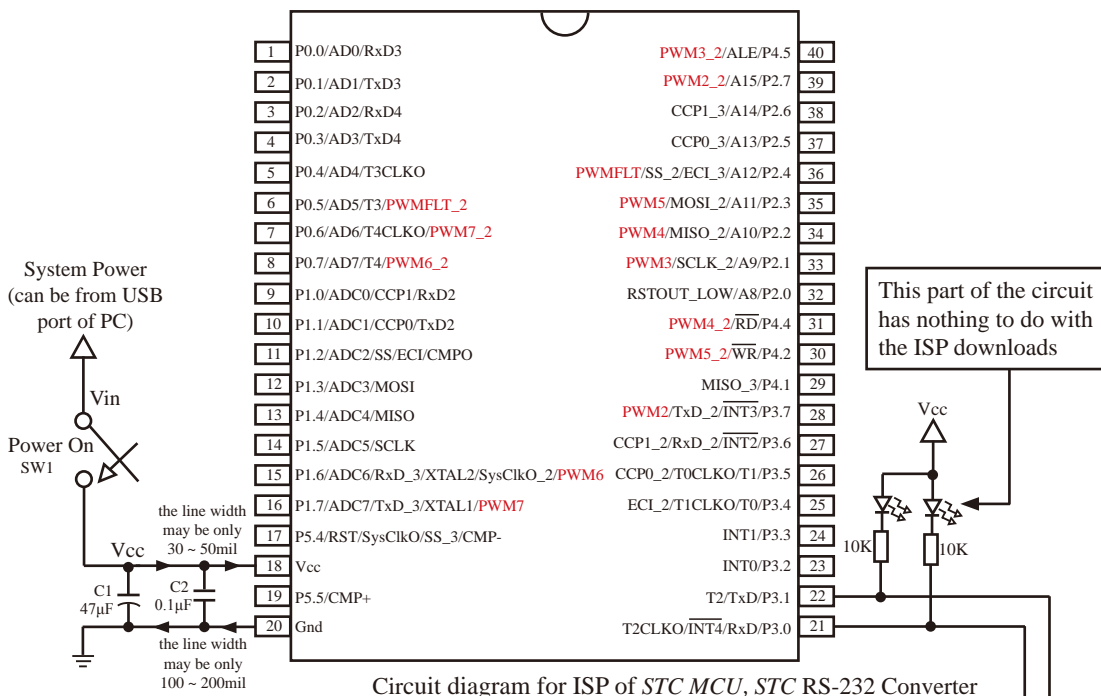 1 P0.0/AD0/RxD3
2 P0.1/AD1/TxD3
3 P0.2/AD2/RxD4
4 P0.3/AD3/TxD4
5 P0.4/AD4/T3CLKO
6 P0.5/AD5/T3/PWMFLT_2
7 P0.6/AD6/T4CLKO/PWM7_2
8 P0.7/AD7/T4/PWM6_2
9 P1.0/ADC0/CCP1/RxD2
10 P1.1/ADC1/CCP0/TxD2
11 P1.2/ADC2/SS/ECI/CMPO
12 P1.3/ADC3/MOSI
13 P1.4/ADC4/MISO
14 P1.5/ADC5/SCLK
15 P1.6/ADC6/RxD_3/XTAL2/SysClkO_2/PWM6
16 P1.7/ADC7/TxD_3/XTAL1/PWM7
17 P5.4/RST/SysClkO/SS_3/CMP-
18 Vcc
19 P5.5/CMP+
20 Gnd
PWM3_2/ALE/P4.5 40
PWM2_2/A15/P2.7 39
CCP1_3/A14/P2.6 38
CCP0_3/A13/P2.5 37
PWMFLT/SS_2/ECI_3/A12/P2.4 36
PWM5/MOSI_2/A11/P2.3 35
PWM4/MISO_2/A10/P2.2 34
PWM3/SCLK_2/A9/P2.1 33
RSTOUT_LOW/A8/P2.0 32
PWM4_2/RD/P4.4 31
PWM5_2/WR/P4.2 30
MISO_3/P4.1 29
PWM2/TxD_2/INT3/P3.7 28
CCP1_2/RxD_2/INT2/P3.6 27
CCP0_2/T0CLKO/T1/P3.5 26
ECI_2/T1CLKO/T0/P3.4 25
INT1/P3.3 24
INT0/P3.2 23
T2/TxD/P3.1 22
T2CLKO/INT4/RxD/P3.0 21
System Power
(can be from USB
port of PC)
Vin
Power On
SW1
the line width
may be only
30 ~ 50mil
Vcc
C1
47μF
C2
0.1μF
the line width
may be only
100 ~ 200mil
This part of the circuit
has nothing to do with
the ISP downloads
Vcc
10K
10K
Circuit diagram for ISP of STC MCU, STC RS-232 Converter